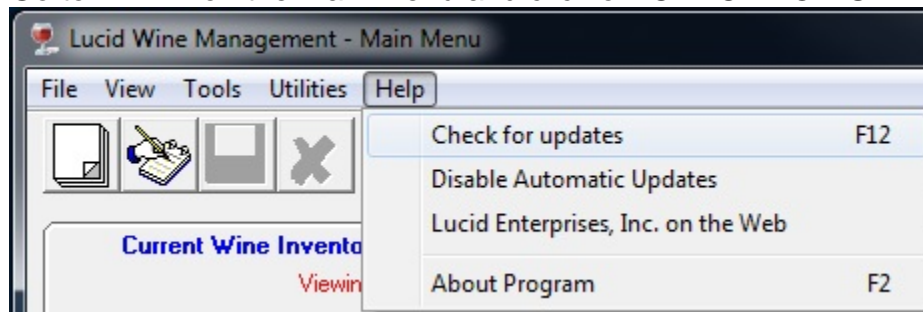 Lucid Wine Management - Main Menu
File View Tools Utilities Help
Check for updates F12
Disable Automatic Updates
Lucid Enterprises, Inc. on the Web
About Program F2
Current Wine
Viewin